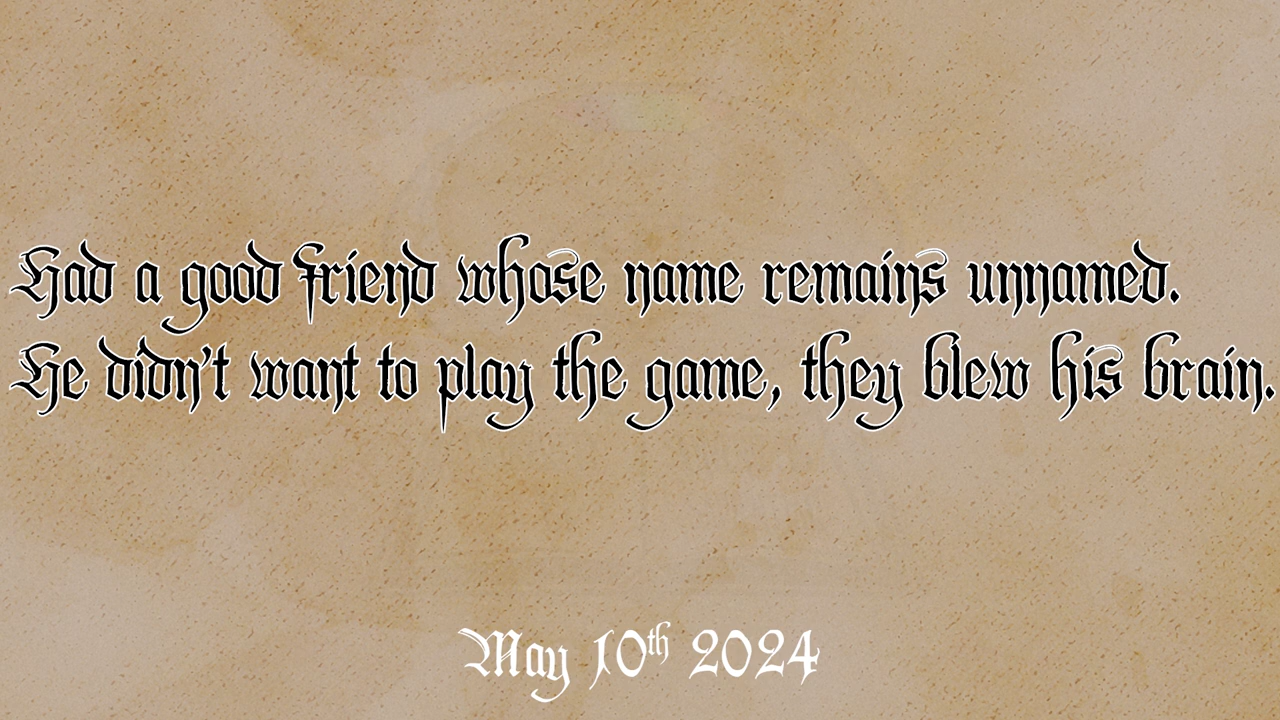 Had a good friend whose name remains unnamed.
He didn't want to play the game, they blew his brain.
May 10th 2024